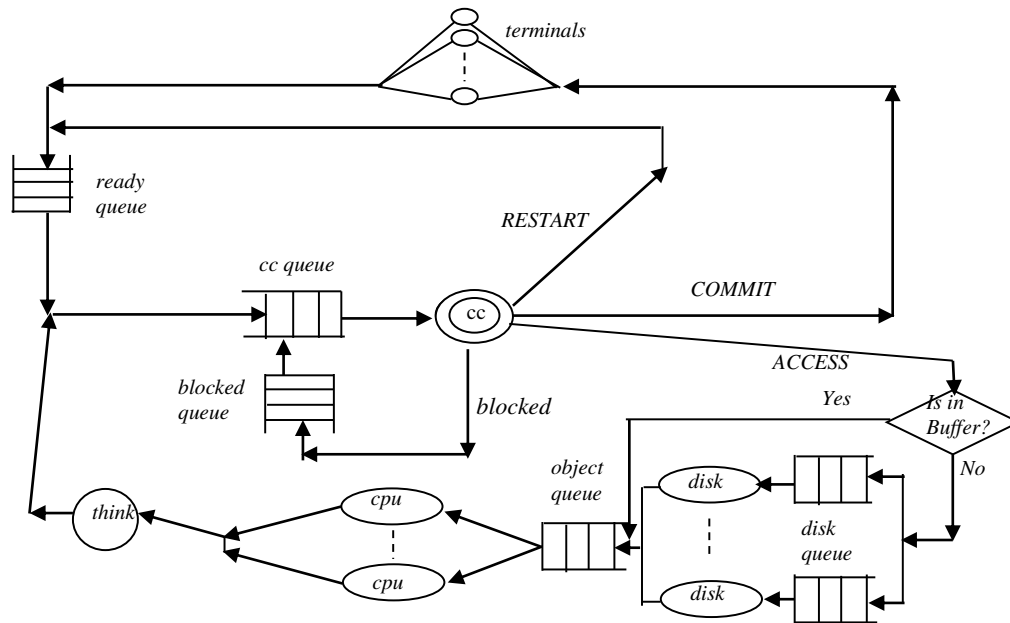 terminals
ready
queue
RESTART
cc queue
cc
COMMIT
ACCESS
blocked
queue
blocked
Yes
Is in
Buffer?
No
object
queue
disk
cpu
think
disk
queue
cpu
disk